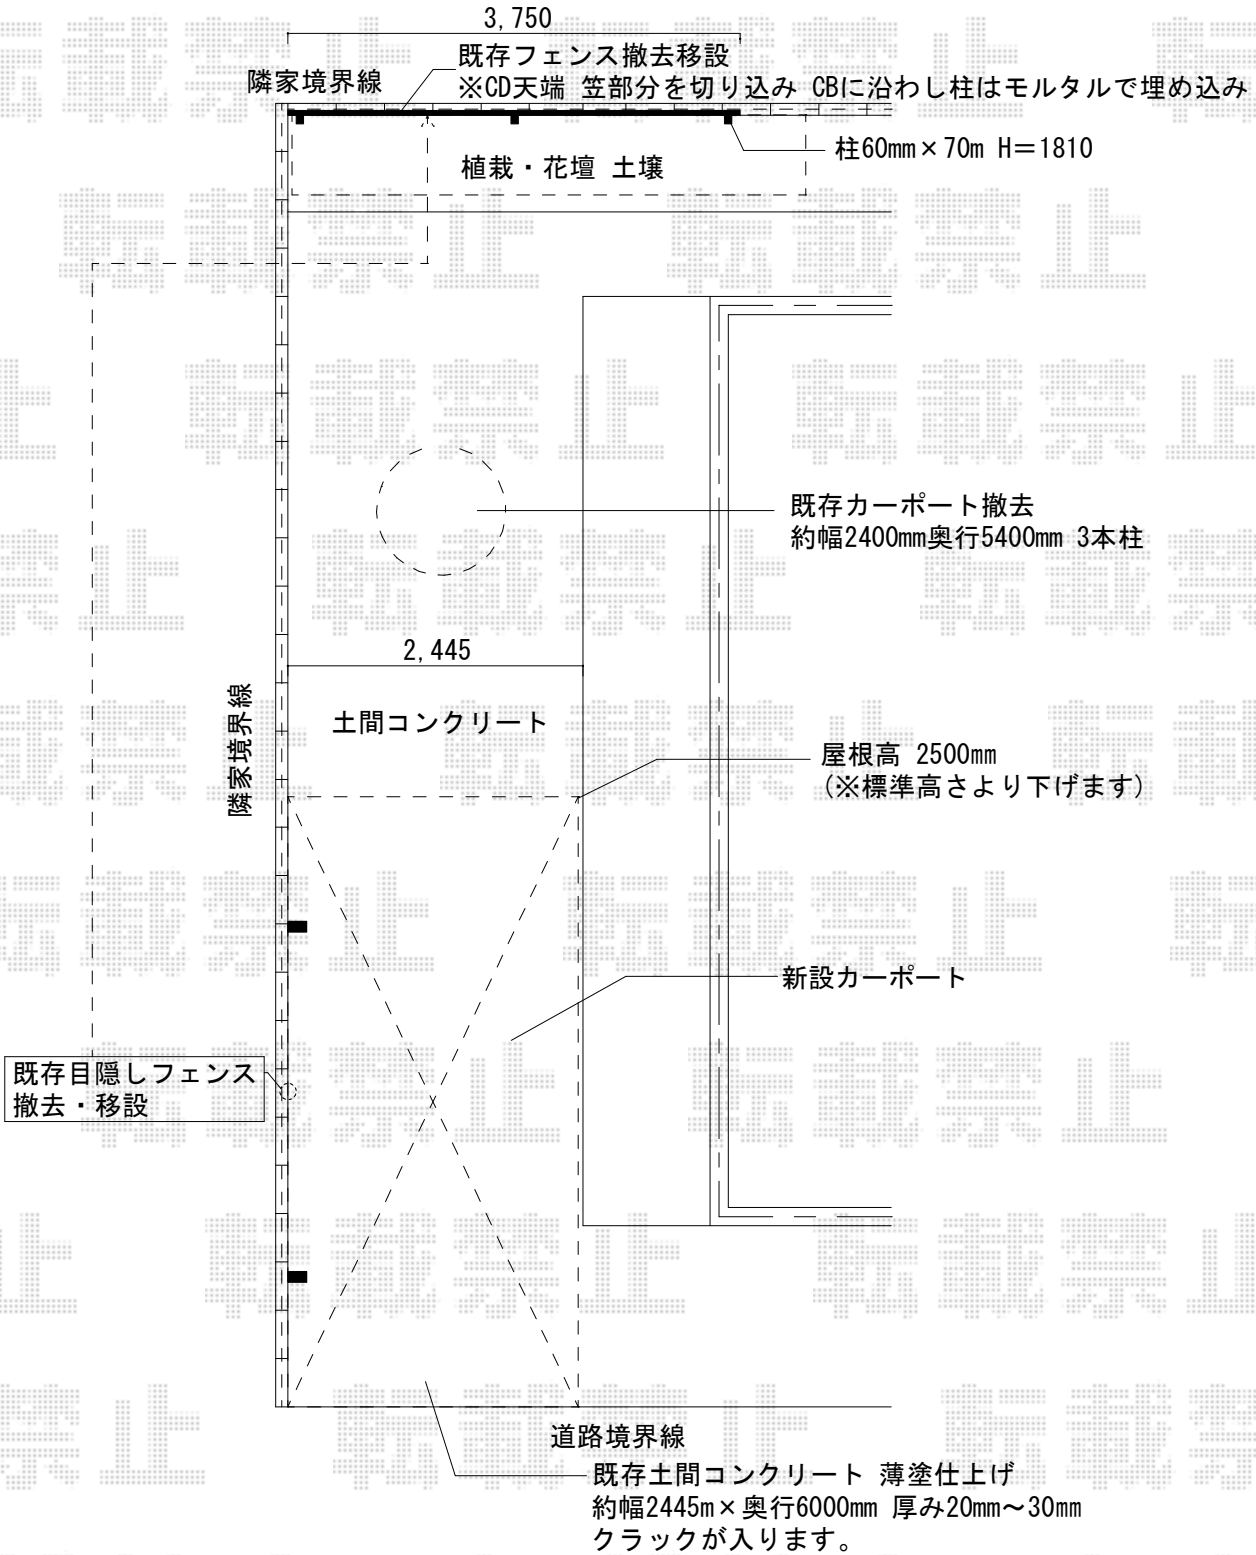 3,750
既存フェンス撤去移設
隣家境界線
※CD天端 笠部分を切り込み CBに沿わし柱はモルタルで埋め込み
柱60mm×70m H＝1810
植栽・花壇 土壌
既存カーポート撤去
約幅2400mm奥行5400mm 3本柱
2,445
隣家境界線
土間コンクリート
屋根高 2500mm
(※標準高さより下げます)
新設カーポート
既存目隠しフェンス
撤去・移設
道路境界線
既存土間コンクリート 薄塗仕上げ
約幅2445m×奥行6000mm 厚み20mm～30mm
クラックが入ります。
転載禁止